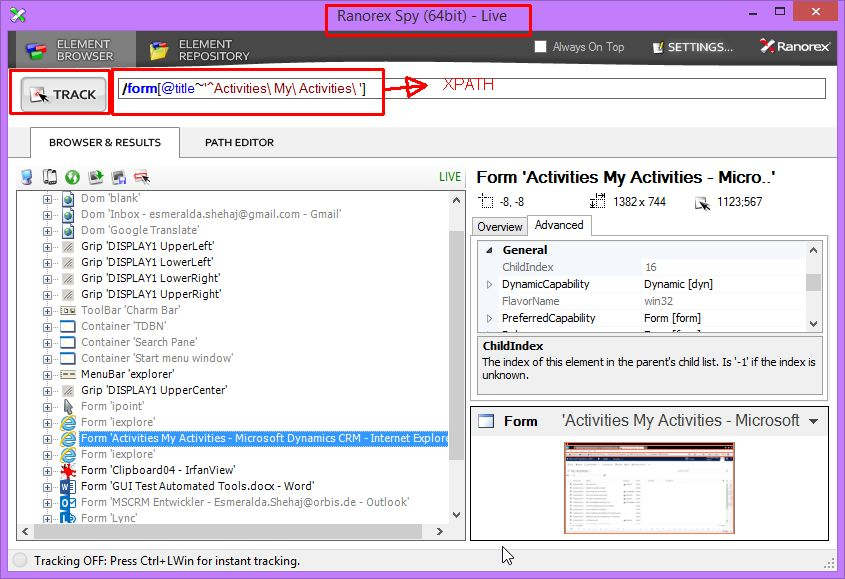 Ranorex Spy (64bit) - Live
ELEMENT BROWSER
ELEMENT REPOSITORY
Always On Top
SETTINGS...
Ranorex
TRACK
/form[@title~'^Activities\ My\ Activities\ ']
XPATH
BROWSER & RESULTS
PATH EDITOR
LIVE
Dom 'blank'
Dom 'Inbox - esmeralda.shehaj@gmail.com - Gmail'
Dom 'Google Translate'
Grip 'DISPLAY1 UpperLeft'
Grip 'DISPLAY1 LowerLeft'
Grip 'DISPLAY1 LowerRight'
Grip 'DISPLAY1 UpperRight'
ToolBar 'Charm Bar'
Container 'TDBN'
Container 'Search Pane'
Container 'Start menu window'
MenuBar 'explorer'
Grip 'DISPLAY1 UpperCenter'
Form 'ipoint'
Form 'iexplore'
Form 'Activities My Activities - Microsoft Dynamics CRM - Internet Explore
Form 'iexplore'
Form 'Clipboard04 - IrfanView'
Form 'GUI Test Automated Tools.docx - Word'
Form 'MSCRM Entwickler - Esmeralda.Shehaj@orbis.de - Outlook'
Form 'Lync'
Form 'Activities My Activities - Micro..'
-8, -8
1382 x 744
1123;567
Overview
Advanced
General
ChildIndex 16
DynamicCapability Dynamic [dyn]
FlavorName win32
PreferredCapability Form [form]
ChildIndex
The index of this element in the parent's child list. Is '-1' if the index is
unknown.
Form 'Activities My Activities - Microsoft
Tracking OFF: Press Ctrl+LWin for instant tracking.